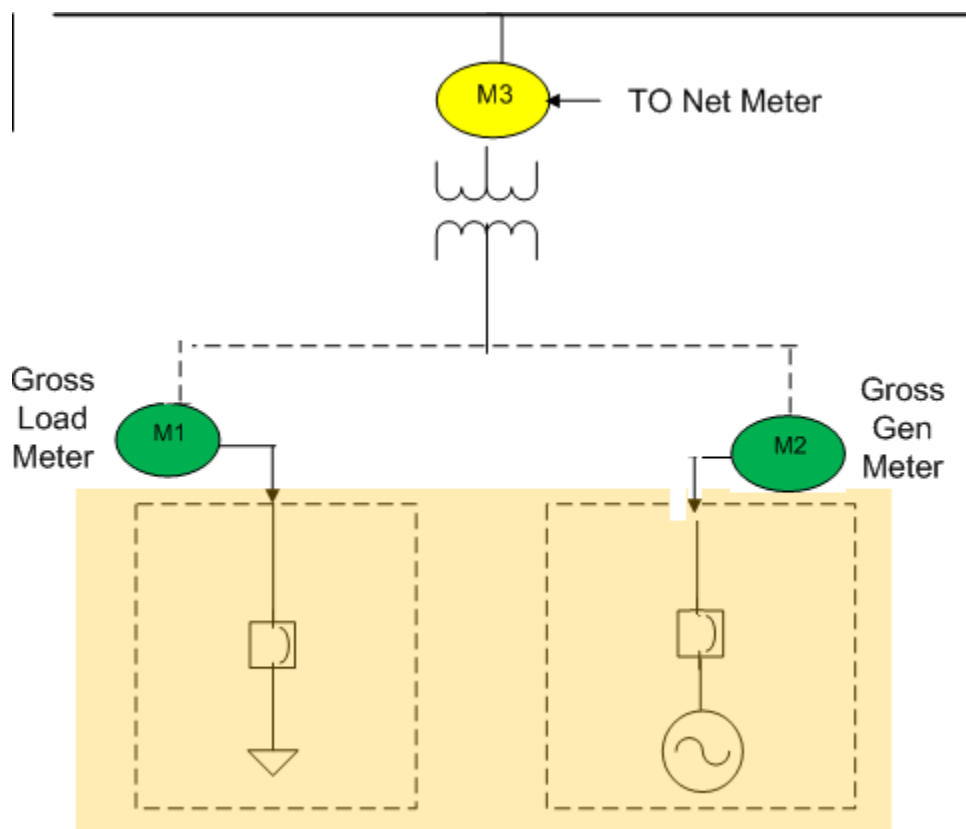 M3
TO Net Meter
Gross
Load
Meter
M1
Gross
Gen
Meter
M2